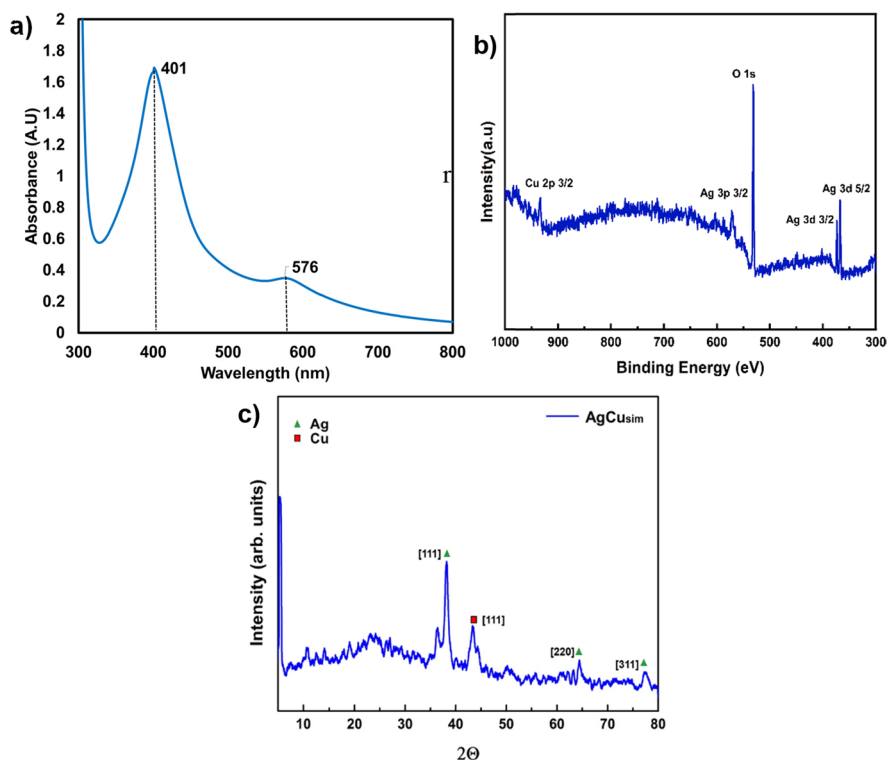 a)
2
1.8
1.6
1.4
1.2
1
0.8
0.6
0.4
0.2
0
401
576
r
300 400 500 600 700 800
Absorbance (A.U)
Wavelength (nm)
b)
O 1s
Cu 2p 3/2
Ag 3p 3/2
Ag 3d 5/2
Ag 3d 3/2
Intensity(a.u)
1000 900 800 700 600 500 400 300
Binding Energy (eV)
c)
Ag
Cu
AgCusim
[111]
[111]
[220]
[311]
Intensity (arb. units)
10 20 30 40 50 60 70 80
2Θ